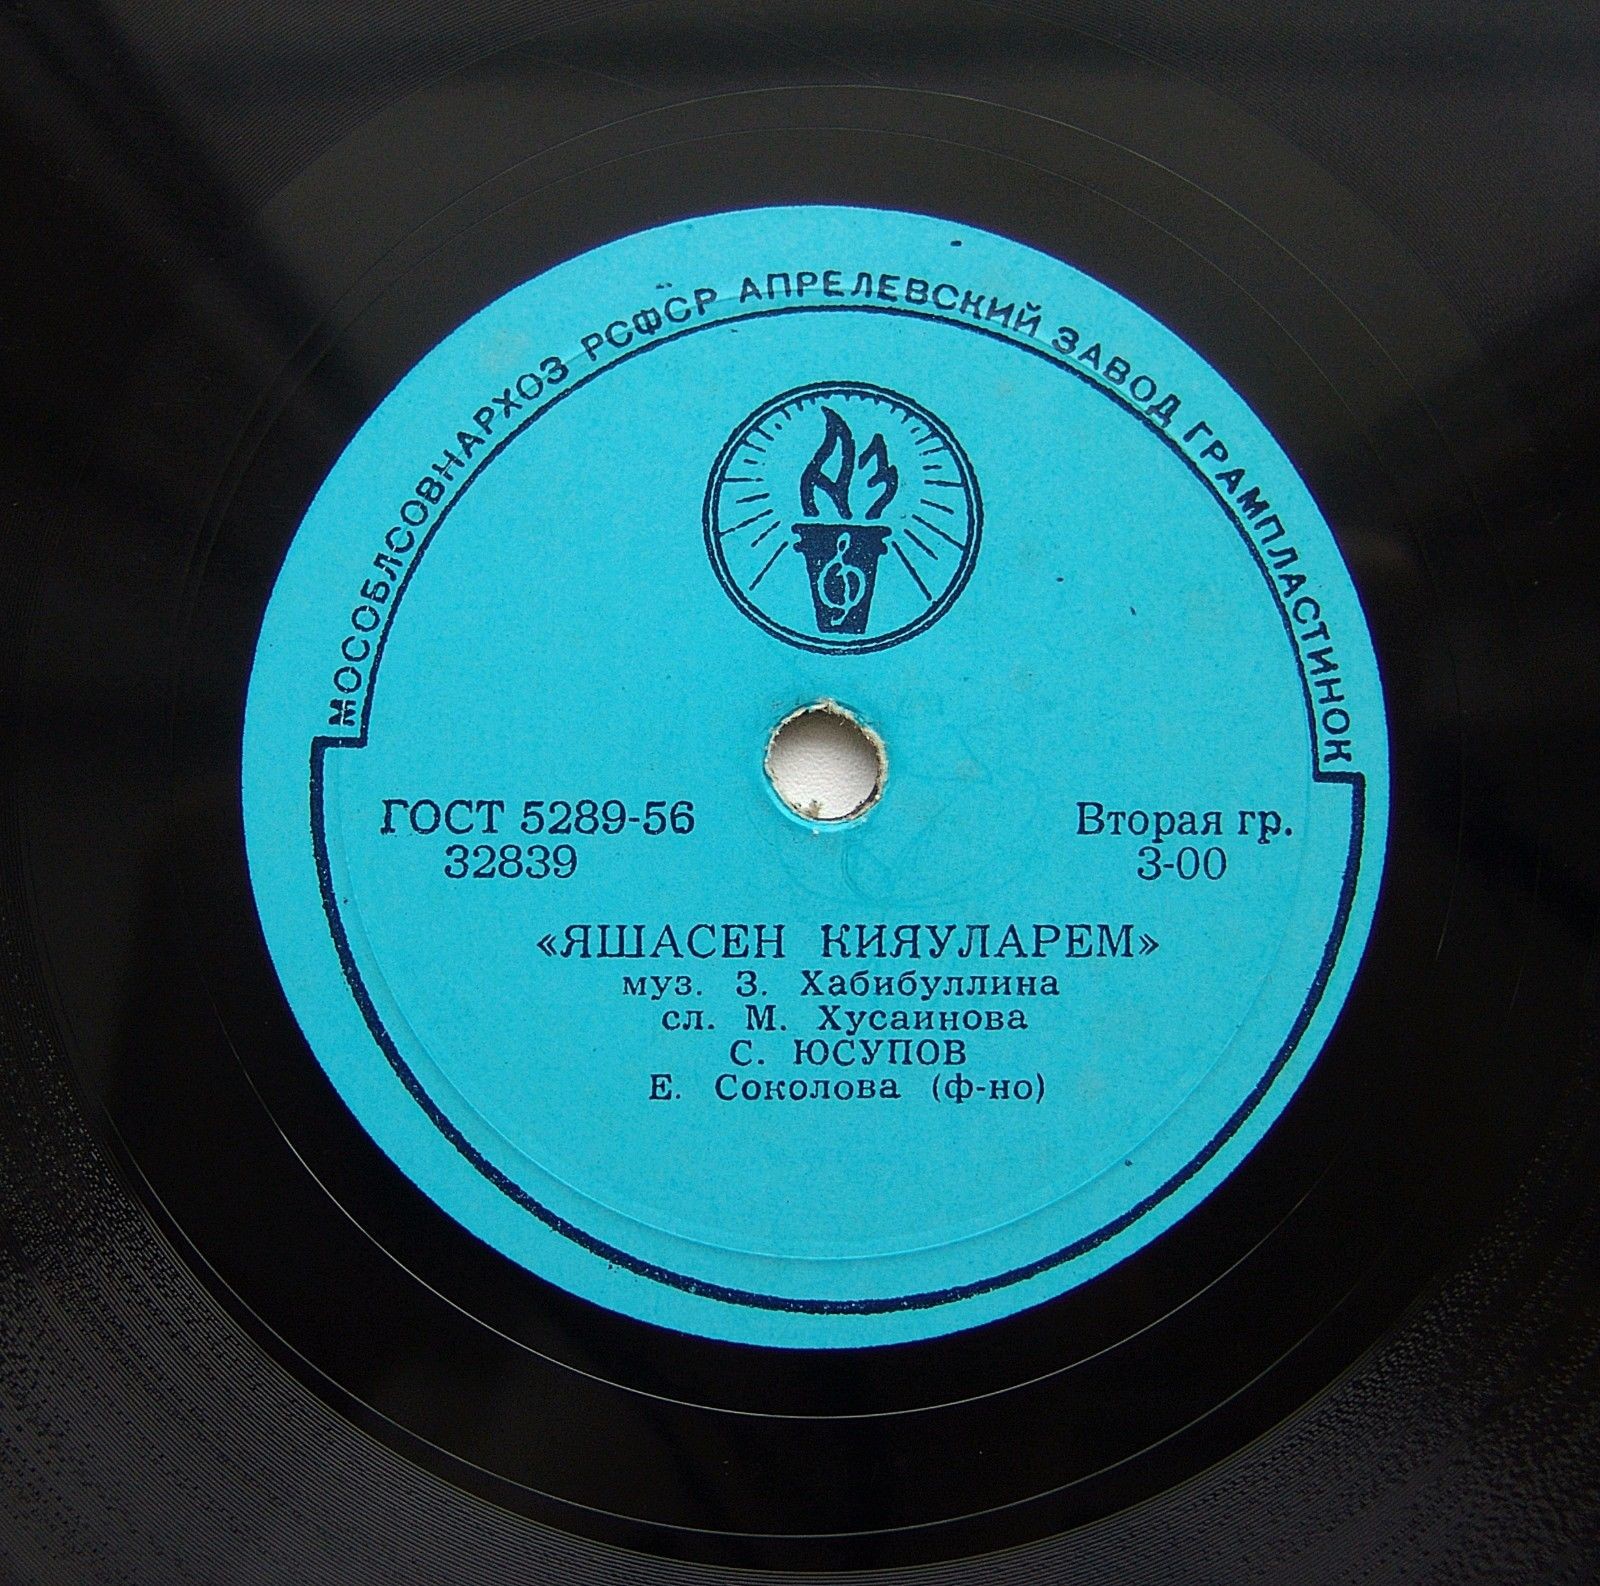 МОСОБЛСОВНАРХОЗ РСФСР АПРЕЛЕВСКИЙ ЗАВОД ГРАМПЛАСТИНОК
АЗ
ГОСТ 5289-56
32839
Вторая гр.
3-00
«ЯШАСЕН КИЯУЛАРЕМ»
муз. З. Хабибуллина
сл. М. Хусаинова
С. ЮСУПОВ
Е. Соколова (ф-но)